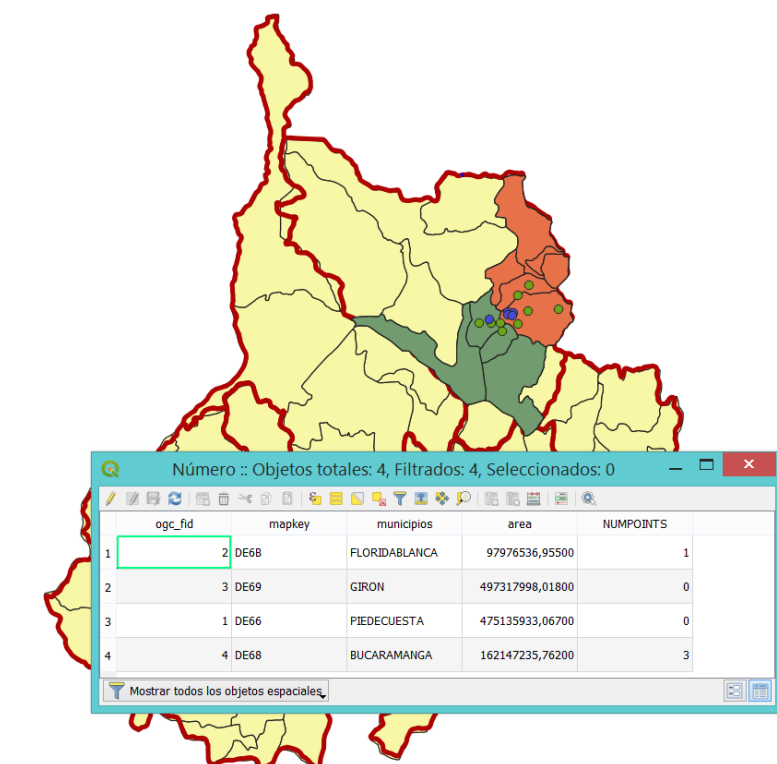 Número :: Objetos totales: 4, Filtrados: 4, Seleccionados: 0
ogc_fid mapkey municipios area NUMPOINTS
1 2 DE6B FLORIDABLANCA 97976536,95500 1
2 3 DE69 GIRON 497317998,01800 0
3 1 DE66 PIEDECUESTA 475135933,06700 0
4 4 DE68 BUCARAMANGA 162147235,76200 3
Mostrar todos los objetos espaciales